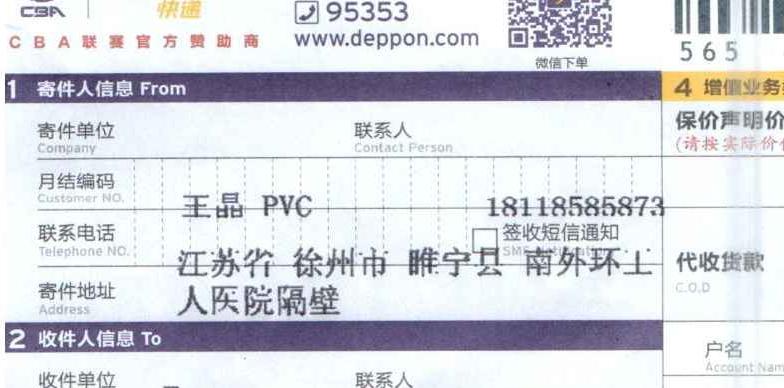 CBA
快递
95353
CBA联赛官方赞助商
www.deppon.com
微信下单
565
1 寄件人信息 From
4 增值业务
寄件单位
Company
联系人
Contact Person
保价声明价
(请按实际价
月结编码
Customer NO.
王晶 PVC 18118585873
联系电话
Telephone NO.
签收短信通知
江苏省 徐州市 睢宁县 南外环工
人医院隔壁
代收货款
C.O.D
寄件地址
Address
2 收件人信息 To
户名
Account Nam
收件单位
联系人